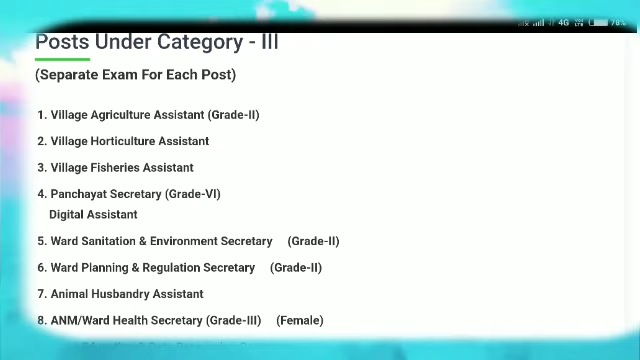 4G
78%
Posts Under Category - III
(Separate Exam For Each Post)
1. Village Agriculture Assistant (Grade-II)
2. Village Horticulture Assistant
3. Village Fisheries Assistant
4. Panchayat Secretary (Grade-VI)
Digital Assistant
5. Ward Sanitation & Environment Secretary (Grade-II)
6. Ward Planning & Regulation Secretary (Grade-II)
7. Animal Husbandry Assistant
8. ANM/Ward Health Secretary (Grade-III) (Female)